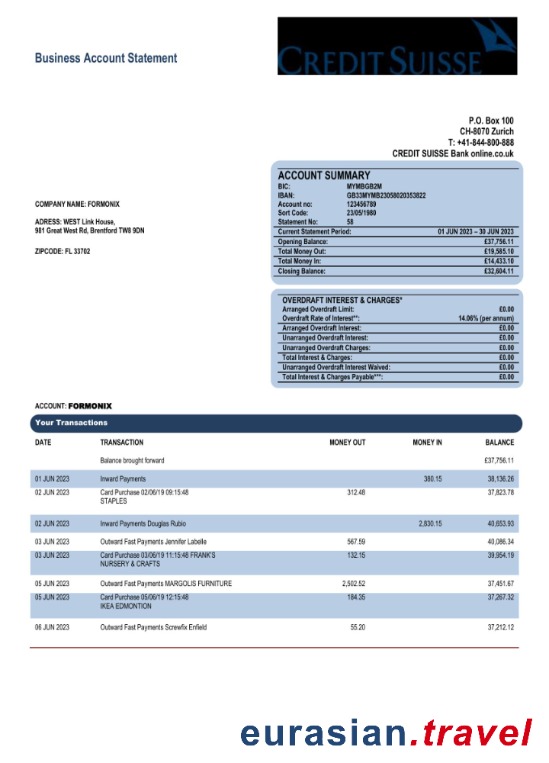 Business Account Statement
CREDIT SUISSE
P.O. Box 100
CH-8070 Zurich
T: +41-844-800-888
CREDIT SUISSE Bank online.co.uk
ACCOUNT SUMMARY
BIC: MYMBGB2M
IBAN: GB33MYMB23058020353822
Account no: 123456789
Sort Code: 23/05/1980
Statement No: 58
Current Statement Period: 01 JUN 2023 – 30 JUN 2023
Opening Balance: £37,756.11
Total Money Out: £19,585.10
Total Money In: £14,433.10
Closing Balance: £32,604.11
COMPANY NAME: FORMONIX
ADRESS: WEST Link House,
981 Great West Rd, Brentford TW8 9DN
ZIPCODE: FL 33702
OVERDRAFT INTEREST & CHARGES*
Arranged Overdraft Limit: £0.00
Overdraft Rate of Interest**: 14.06% (per annum)
Arranged Overdraft Interest: £0.00
Unarranged Overdraft Interest: £0.00
Unarranged Overdraft Charges: £0.00
Total Interest & Charges: £0.00
Unarranged Overdraft Interest Waived: £0.00
Total Interest & Charges Payable***: £0.00
ACCOUNT: FORMONIX
Your Transactions
DATE TRANSACTION MONEY OUT MONEY IN BALANCE
Balance brought forward £37,756.11
01 JUN 2023 Inward Payments 380.15 38,136.26
02 JUN 2023 Card Purchase 02/06/19 09:15:48 312.48 37,823.78
STAPLES
02 JUN 2023 Inward Payments Douglas Rubio 2,830.15 40,653.93
03 JUN 2023 Outward Fast Payments Jennifer Labelle 567.59 40,086.34
03 JUN 2023 Card Purchase 03/06/19 11:15:48 FRANK'S 132.15 39,954.19
NURSERY & CRAFTS
05 JUN 2023 Outward Fast Payments MARGOLIS FURNITURE 2,502.52 37,451.67
05 JUN 2023 Card Purchase 05/06/19 12:15:48 184.35 37,267.32
IKEA EDMONTION
06 JUN 2023 Outward Fast Payments Screwfix Enfield 55.20 37,212.12
eurasian.travel